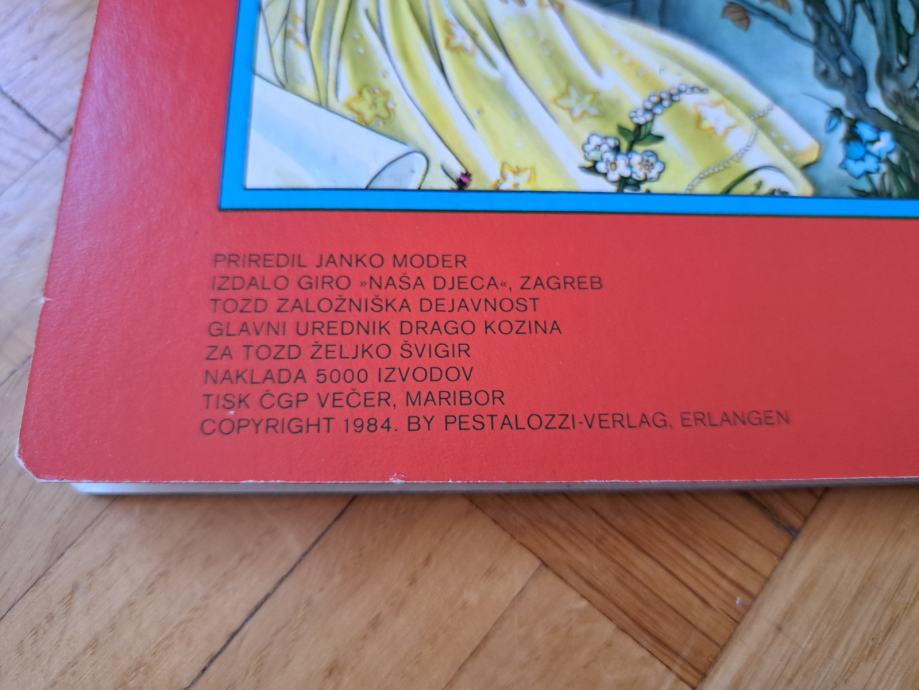 PRIREDIL JANKO MODER
IZDALO GIRO »NAŠA DJECA«, ZAGREB
TOZD ZALOŽNIŠKA DEJAVNOST
GLAVNI UREDNIK DRAGO KOZINA
ZA TOZD ŽELJKO ŠVIGIR
NAKLADA 5000 IZVODOV
TISK ČGP VEČER, MARIBOR
COPYRIGHT 1984. BY PESTALOZZI-VERLAG, ERLANGEN